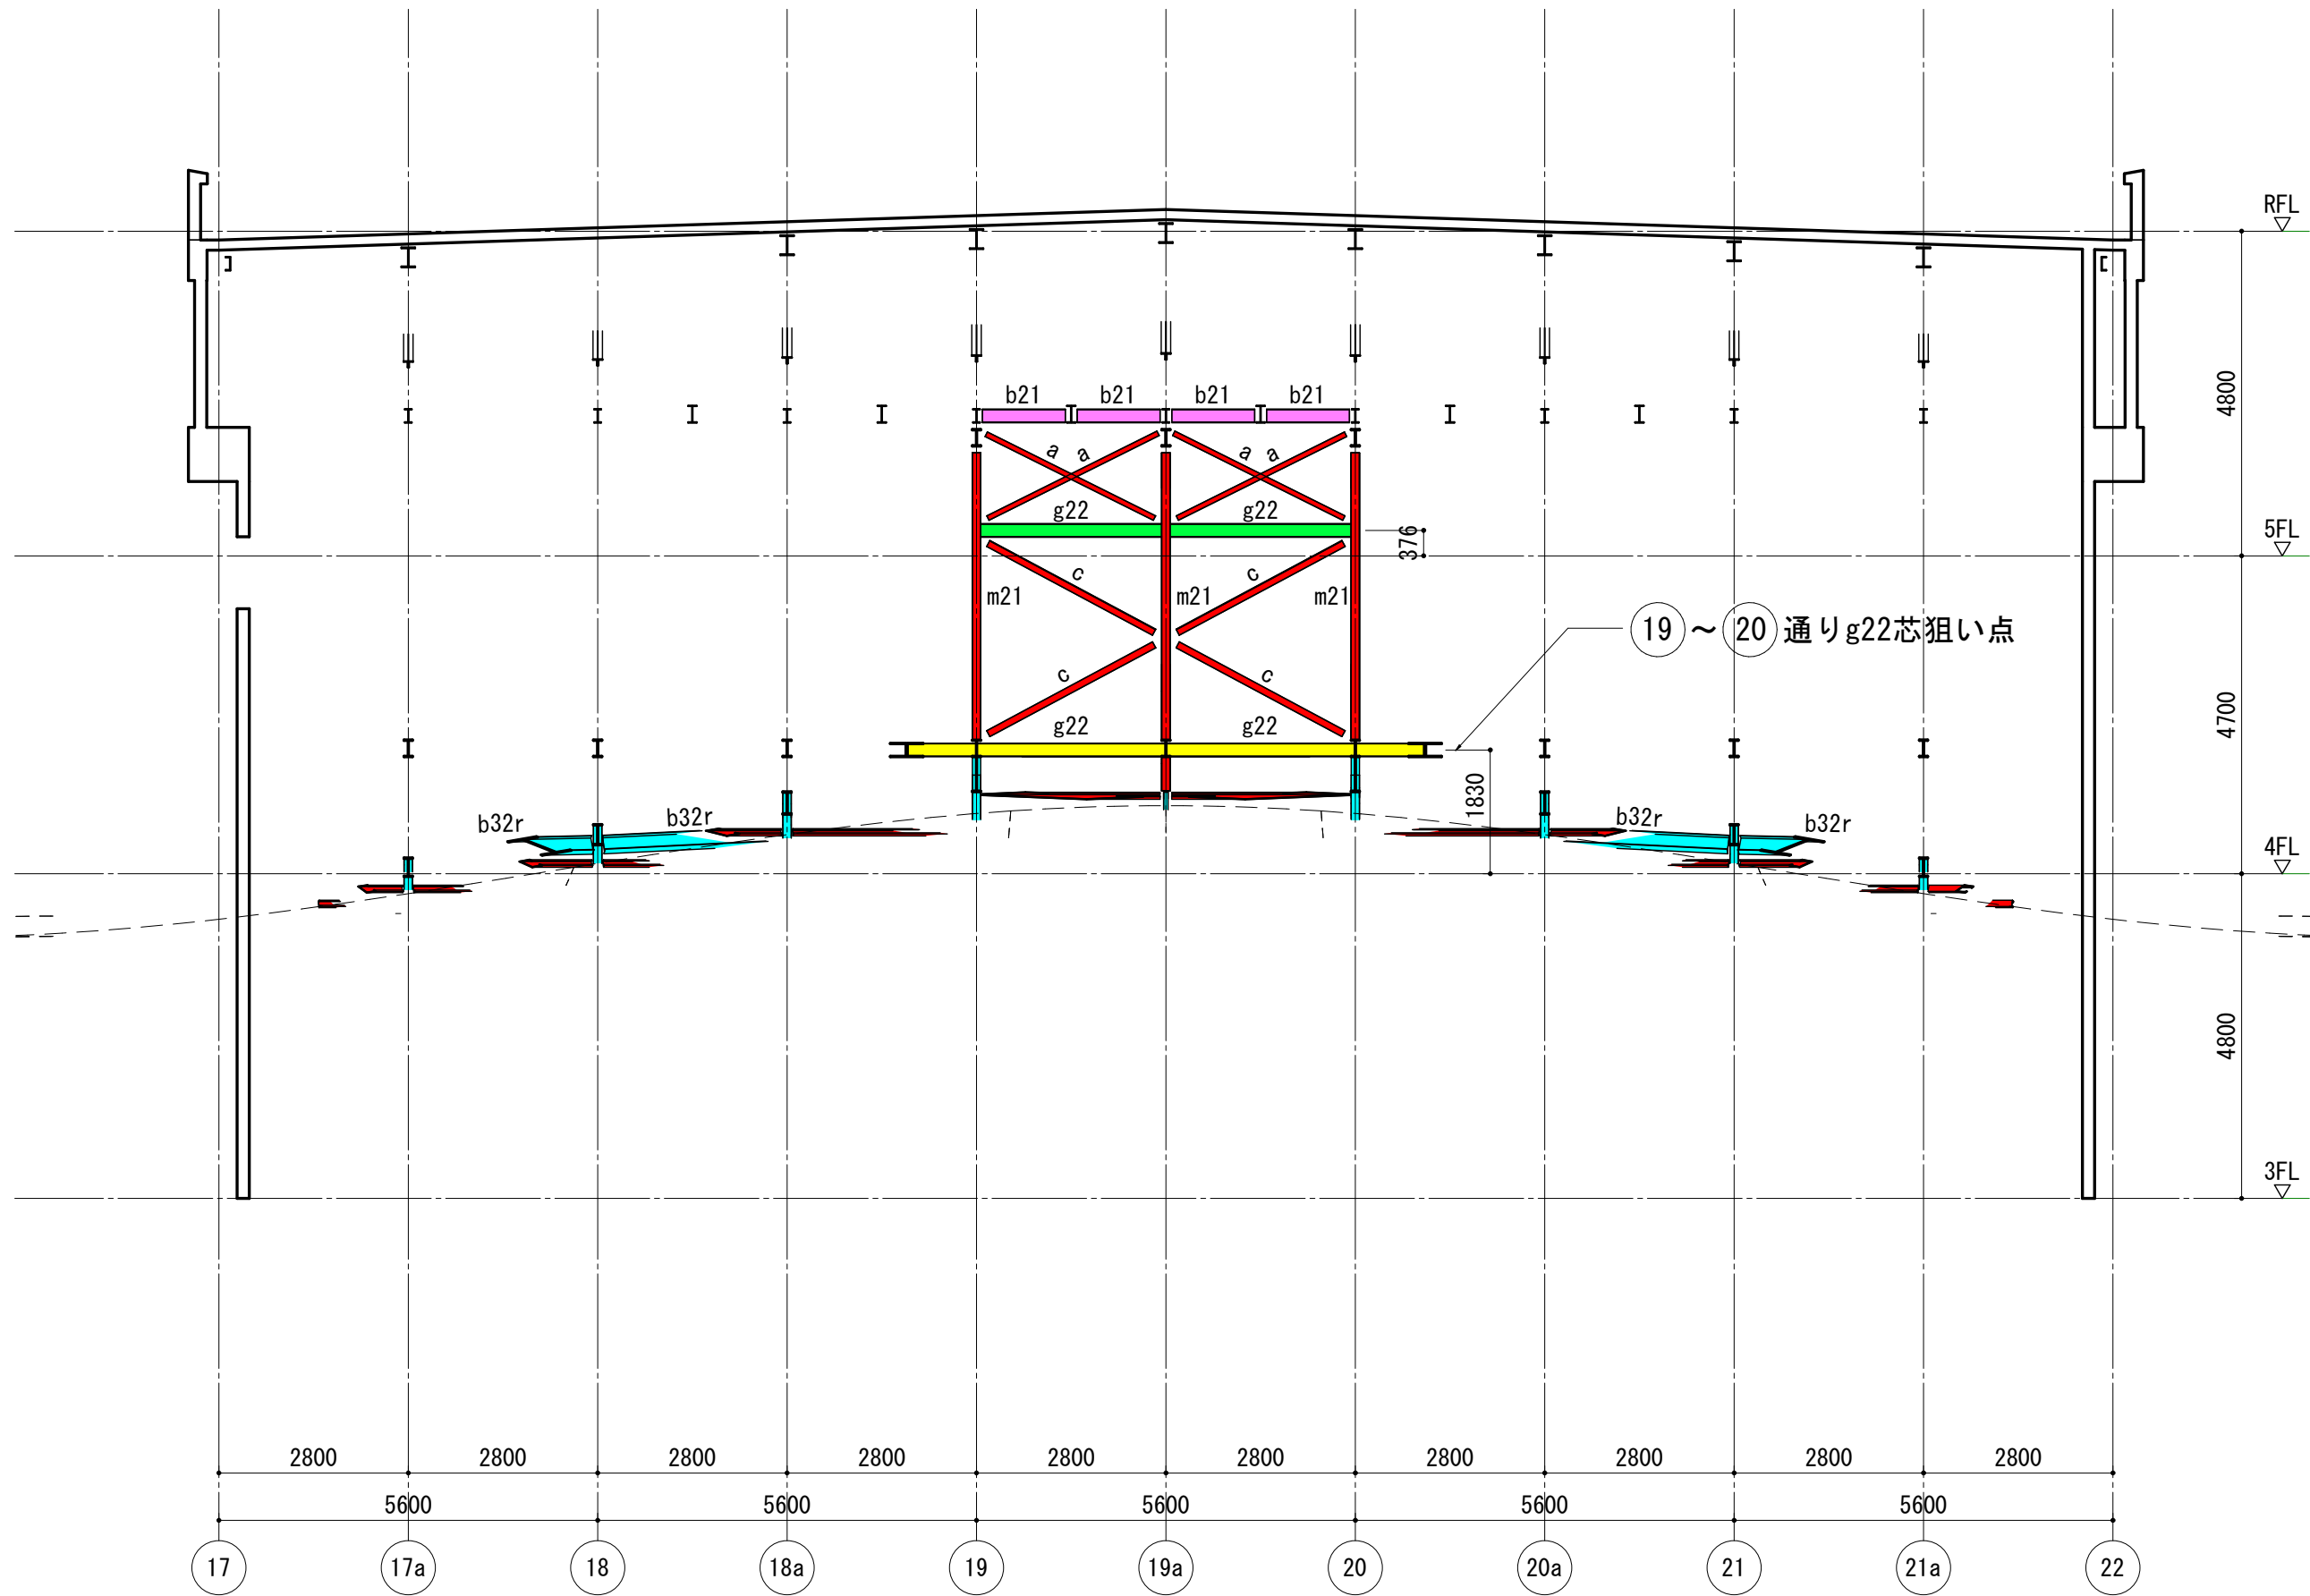 RFL
b21 b21 b21 b21
4800
a a a a
g22 g22
376
5FL
c c
m21 m21 m21
19 ～ 20 通りg22芯狙い点
c c
4700
g22 g22
1830
b32r b32r b32r b32r
4FL
4800
3FL
2800 2800 2800 2800 2800 2800 2800 2800 2800 2800
5600 5600 5600 5600 5600
17 17a 18 18a 19 19a 20 20a 21 21a 22